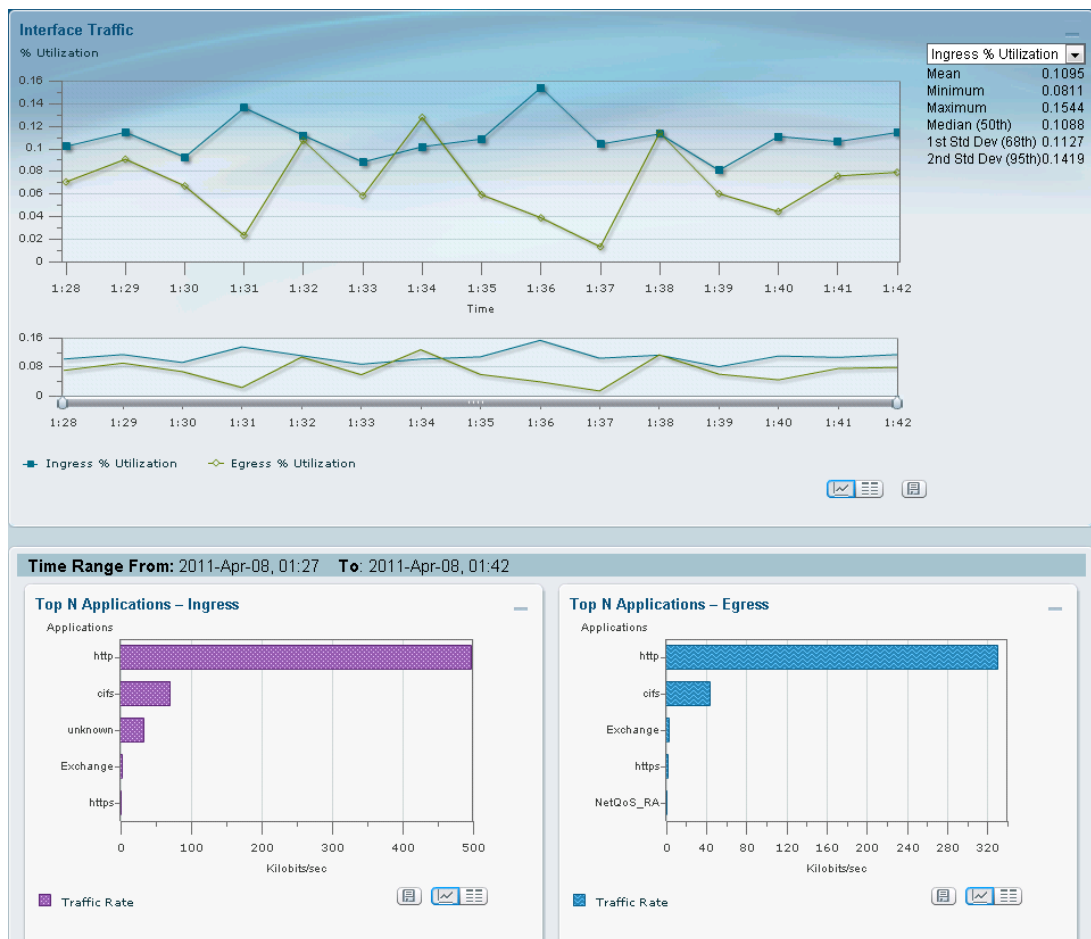 Interface Traffic
% Utilization
Ingress % Utilization
Mean 0.1095
Minimum 0.0811
Maximum 0.1544
Median (50th) 0.1088
1st Std Dev (68th) 0.1127
2nd Std Dev (95th)0.1419
0.16
0.14
0.12
0.1
0.08
0.06
0.04
0.02
0
1:28 1:29 1:30 1:31 1:32 1:33 1:34 1:35 1:36 1:37 1:38 1:39 1:40 1:41 1:42
Time
0.16
0.08
0
1:28 1:29 1:30 1:31 1:32 1:33 1:34 1:35 1:36 1:37 1:38 1:39 1:40 1:41 1:42
Ingress % Utilization Egress % Utilization
Time Range From: 2011-Apr-08, 01:27 To: 2011-Apr-08, 01:42
Top N Applications – Ingress
Applications
http
cifs
unknown
Exchange
https
0 100 200 300 400 500
Kilobits/sec
Traffic Rate
Top N Applications – Egress
Applications
http
cifs
Exchange
https
NetQoS_RA
0 40 80 120 160 200 240 280 320
Kilobits/sec
Traffic Rate